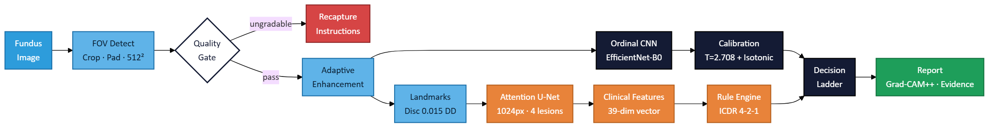 Fundus
Image
FOV Detect
Crop · Pad · 512²
Quality
Gate
ungradable
Recapture
Instructions
pass
Adaptive
Enhancement
Ordinal CNN
EfficientNet-B0
Calibration
T=2.708 + Isotonic
Landmarks
Disc 0.015 DD
Attention U-Net
1024px · 4 lesions
Clinical Features
39-dim vector
Rule Engine
ICDR 4-2-1
Decision
Ladder
Report
Grad-CAM++ · Evidence